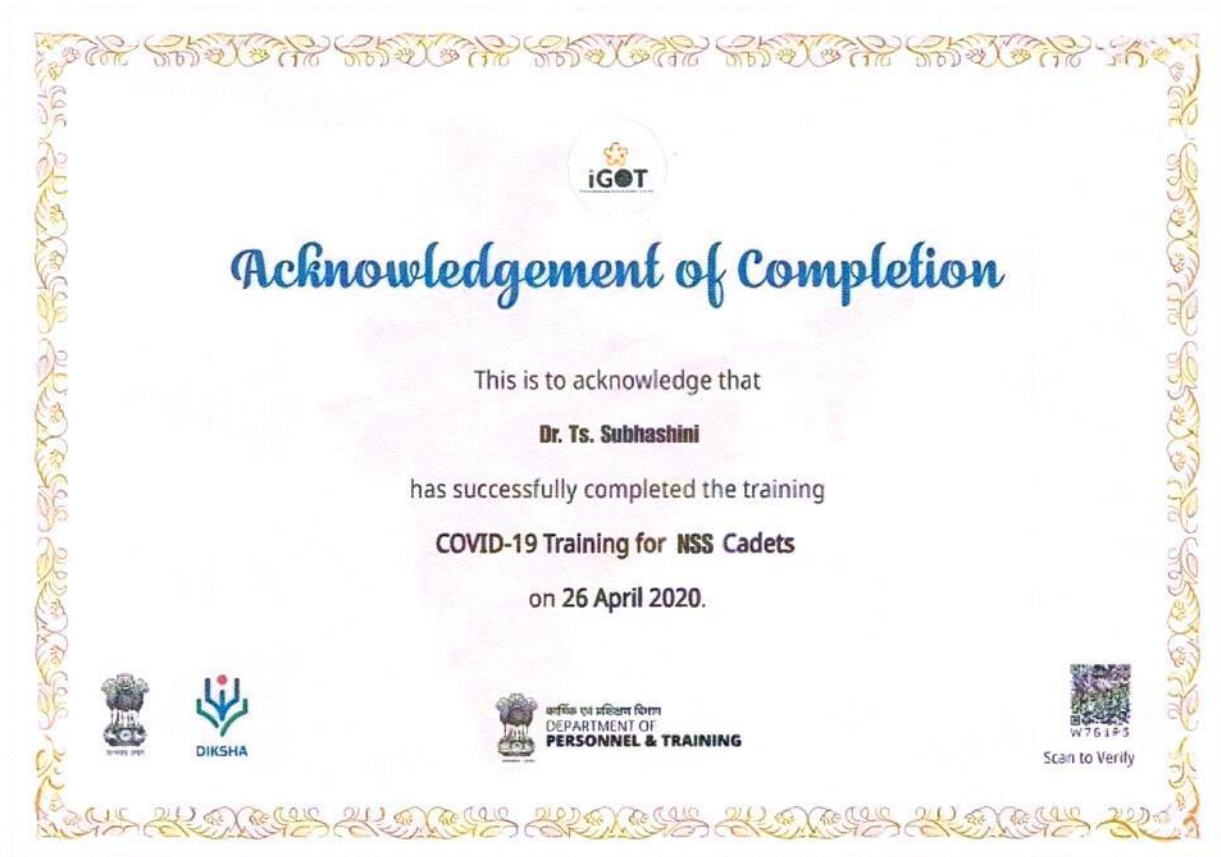 iGOT
Acknowledgement of Completion
This is to acknowledge that
Dr. Ts. Subhashini
has successfully completed the training
COVID-19 Training for NSS Cadets
on 26 April 2020.
DIKSHA
कार्मिक एवं प्रशिक्षण विभाग
DEPARTMENT OF
PERSONNEL & TRAINING
Scan to Verify